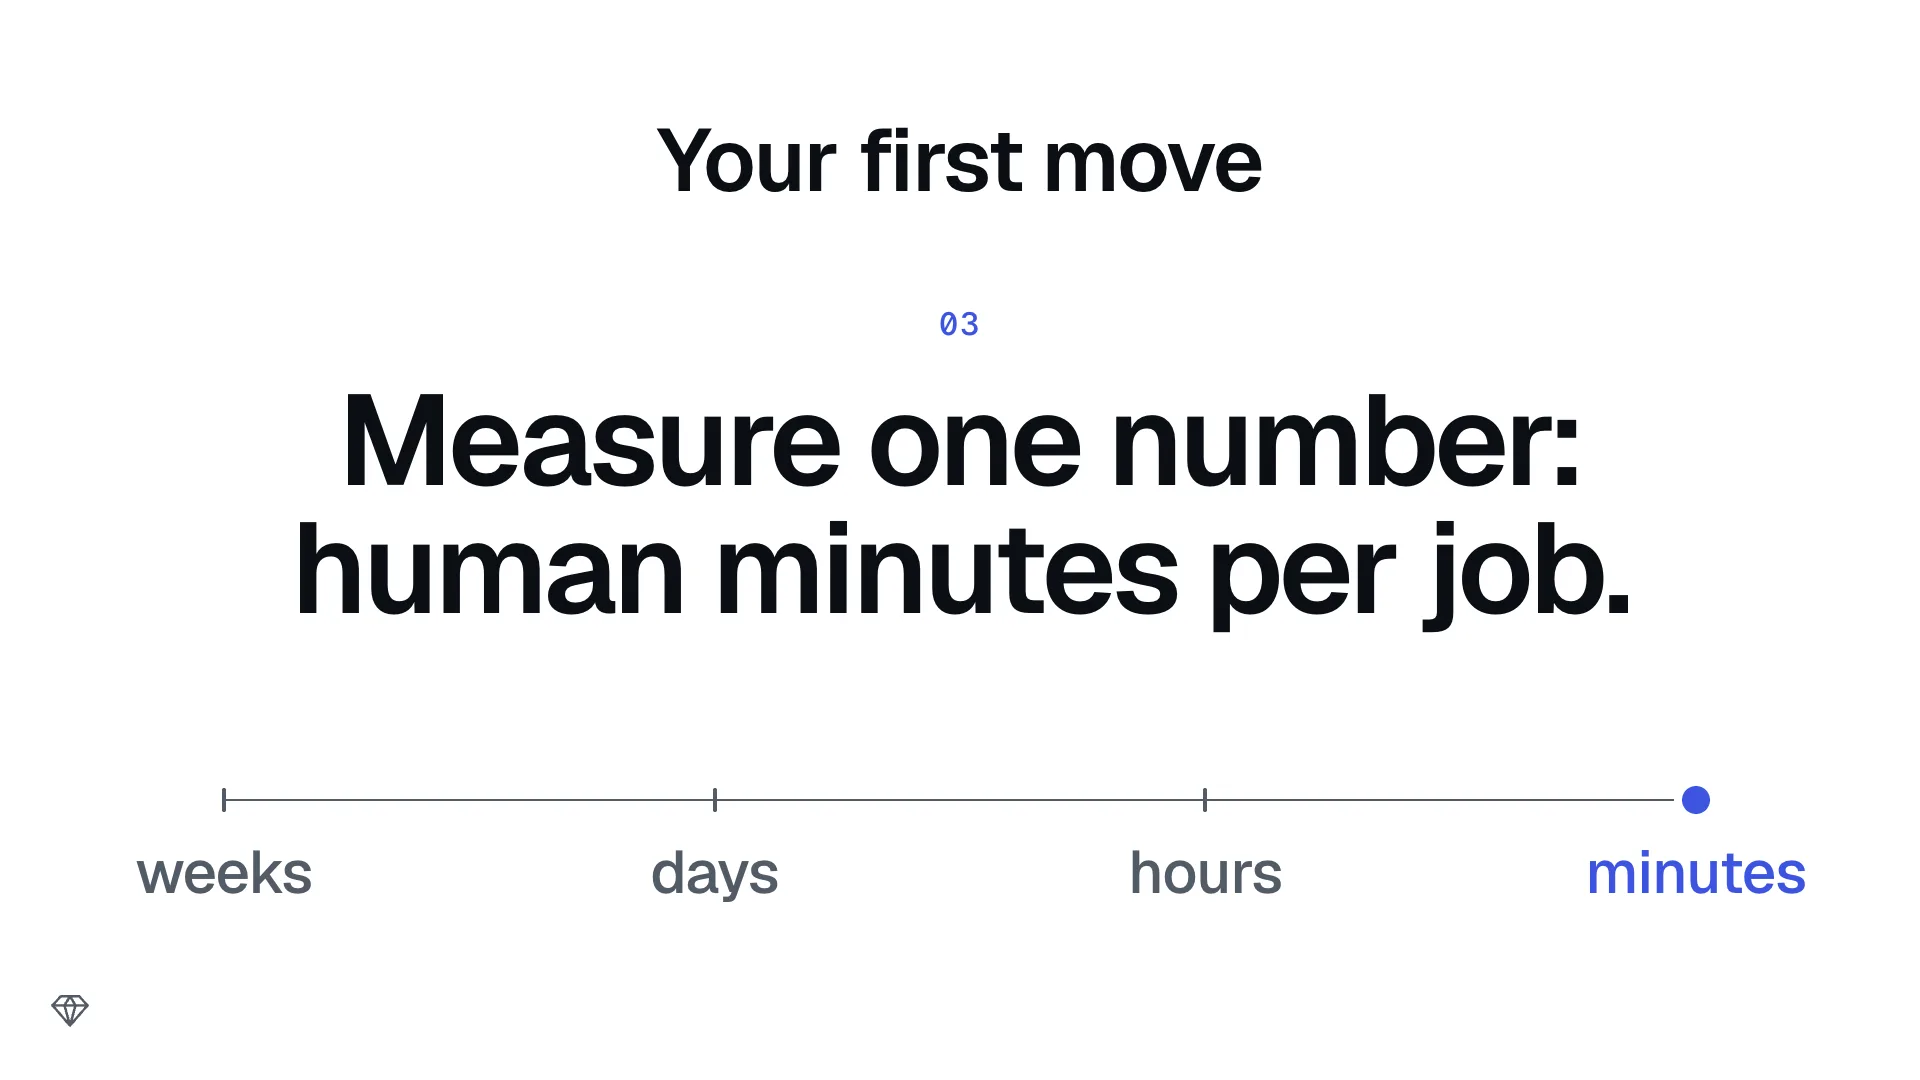 Your first move
03
Measure one number:
human minutes per job.
weeks
days
hours
minutes